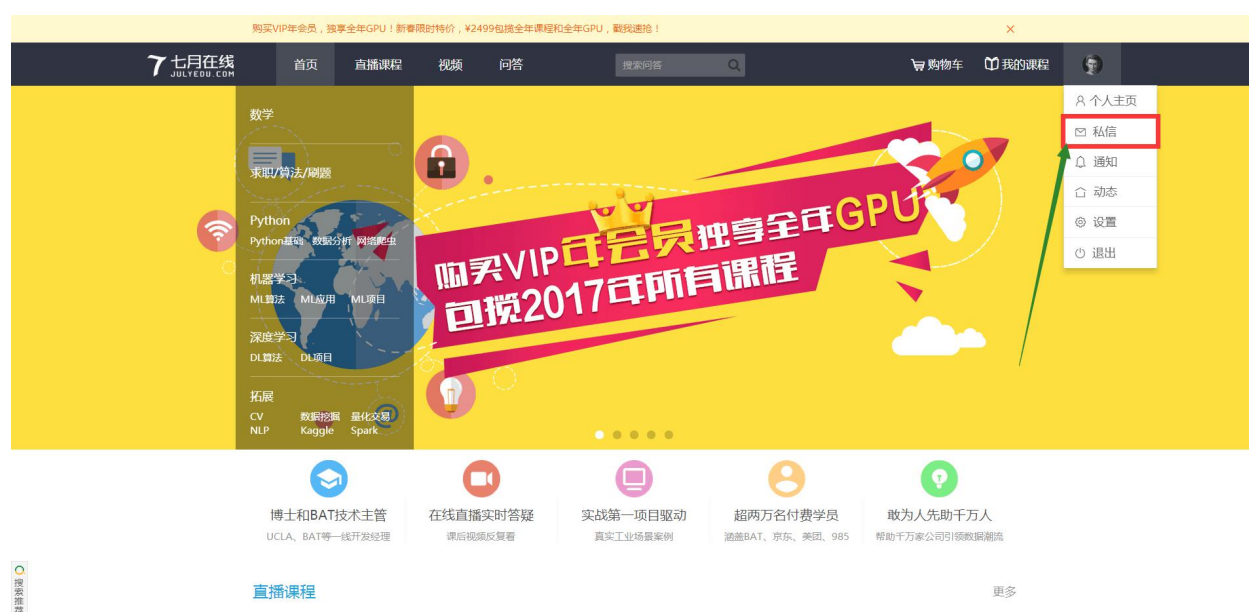 购买VIP年会员，独享全年GPU！新春限时特价，¥2499包揽全年课程和全年GPU，戳我速抢！
七月在线
JULYEDU.COM
首页 直播课程 视频 问答 搜索问答 购物车 我的课程
个人主页
私信
通知
动态
设置
退出
数学
求职/算法/刷题
Python
Python基础 数据分析 网络爬虫
机器学习
ML算法 ML应用 ML项目
深度学习
DL算法 DL项目
拓展
CV 数据挖掘 量化交易
NLP Kaggle Spark
购买VIP年会员独享全年GPU
包揽2017年所有课程
博士和BAT技术主管 在线直播实时答疑 实战第一项目驱动 超两万名付费学员 敢为人先助千万人
UCLA、BAT等一线开发经理 课后视频反复看 真实工业场景案例 涵盖BAT、京东、美团、985 帮助千万家公司引领数据潮流
直播课程 更多
搜索推荐